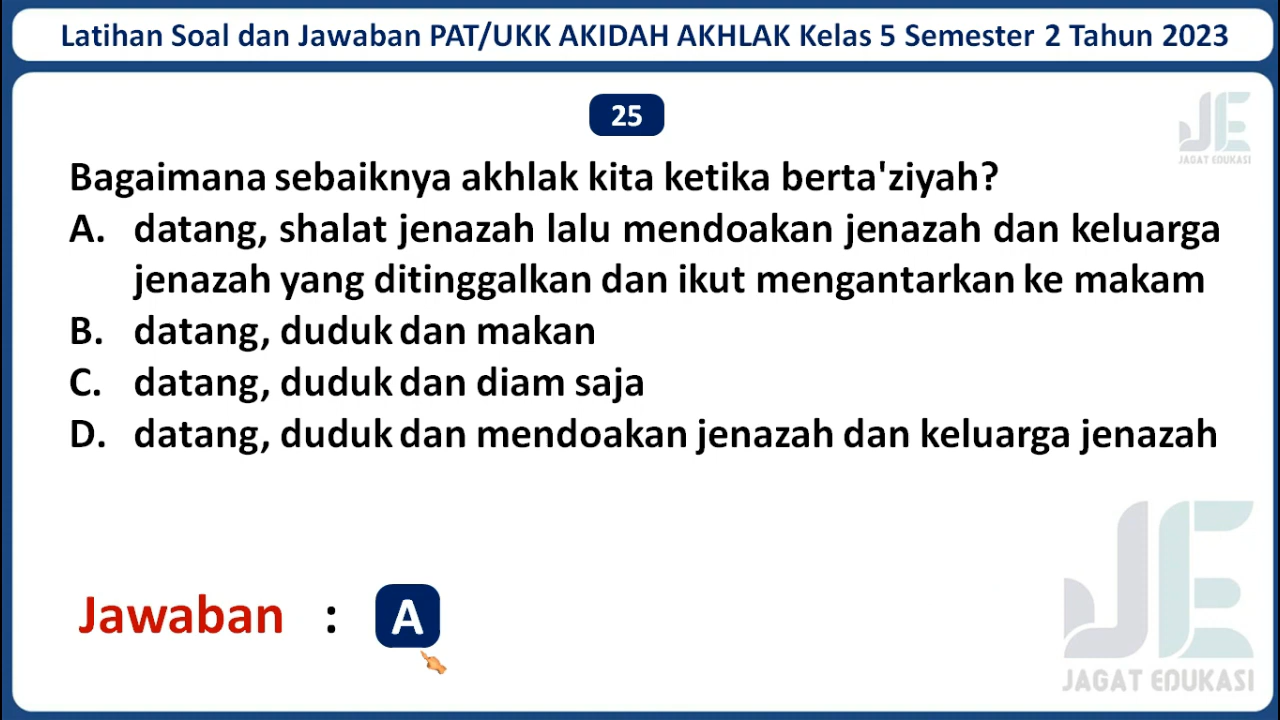 Latihan Soal dan Jawaban PAT/UKK AKIDAH AKHLAK Kelas 5 Semester 2 Tahun 2023
25
JE
JAGAT EDUKASI
Bagaimana sebaiknya akhlak kita ketika berta'ziyah?
A. datang, shalat jenazah lalu mendoakan jenazah dan keluarga
jenazah yang ditinggalkan dan ikut mengantarkan ke makam
B. datang, duduk dan makan
C. datang, duduk dan diam saja
D. datang, duduk dan mendoakan jenazah dan keluarga jenazah
Jawaban : A
JE
JAGAT EDUKASI